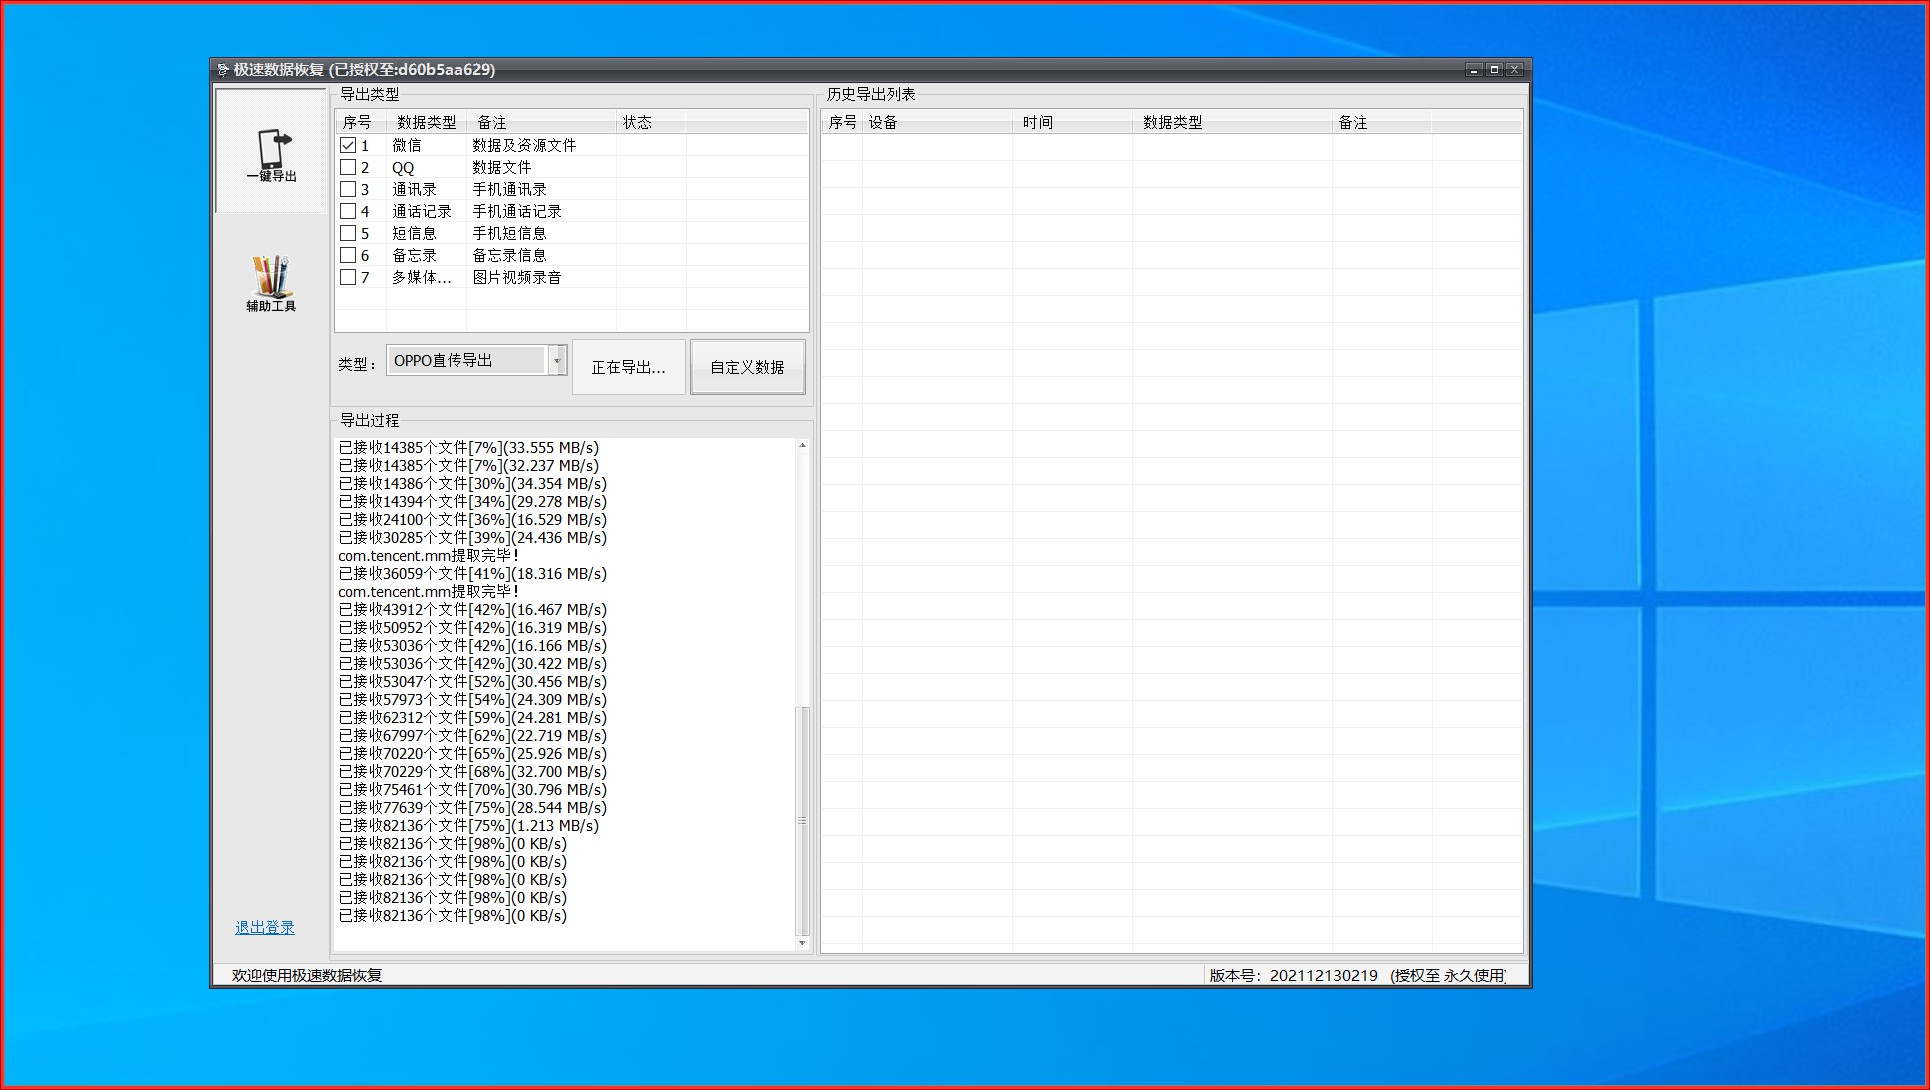 极速数据恢复 (已授权至:d60b5aa629)
一键导出
辅助工具
退出登录
导出类型
序号 数据类型 备注 状态
1 微信 数据及资源文件
2 QQ 数据文件
3 通讯录 手机通讯录
4 通话记录 手机通话记录
5 短信息 手机短信息
6 备忘录 备忘录信息
7 多媒体... 图片视频录音
类型： OPPO直传导出 正在导出... 自定义数据
导出过程
已接收14385个文件[7%](33.555 MB/s)
已接收14385个文件[7%](32.237 MB/s)
已接收14386个文件[30%](34.354 MB/s)
已接收14394个文件[34%](29.278 MB/s)
已接收24100个文件[36%](16.529 MB/s)
已接收30285个文件[39%](24.436 MB/s)
com.tencent.mm提取完毕！
已接收36059个文件[41%](18.316 MB/s)
com.tencent.mm提取完毕！
已接收43912个文件[42%](16.467 MB/s)
已接收50952个文件[42%](16.319 MB/s)
已接收53036个文件[42%](16.166 MB/s)
已接收53036个文件[42%](30.422 MB/s)
已接收53047个文件[52%](30.456 MB/s)
已接收57973个文件[54%](24.309 MB/s)
已接收62312个文件[59%](24.281 MB/s)
已接收67997个文件[62%](22.719 MB/s)
已接收70220个文件[65%](25.926 MB/s)
已接收70229个文件[68%](32.700 MB/s)
已接收75461个文件[70%](30.796 MB/s)
已接收77639个文件[75%](28.544 MB/s)
已接收82136个文件[75%](1.213 MB/s)
已接收82136个文件[98%](0 KB/s)
已接收82136个文件[98%](0 KB/s)
已接收82136个文件[98%](0 KB/s)
已接收82136个文件[98%](0 KB/s)
已接收82136个文件[98%](0 KB/s)
历史导出列表
序号 设备 时间 数据类型 备注
欢迎使用极速数据恢复
版本号： 202112130219 (授权至 永久使用)